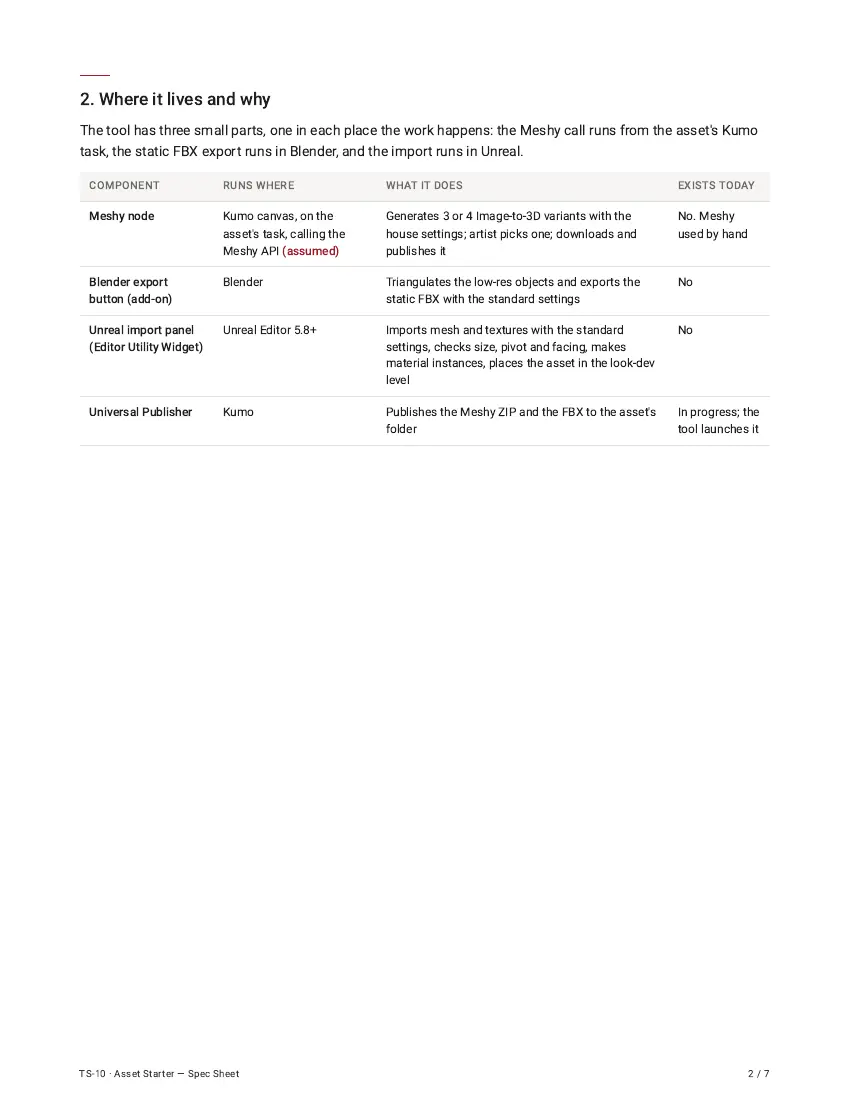 2. Where it lives and why
The tool has three small parts, one in each place the work happens: the Meshy call runs from the asset's Kumo
task, the static FBX export runs in Blender, and the import runs in Unreal.
COMPONENT RUNS WHERE WHAT IT DOES EXISTS TODAY
Meshy node Kumo canvas, on the Generates 3 or 4 Image-to-3D variants with the No. Meshy
asset's task, calling the house settings; artist picks one; downloads and used by hand
Meshy API (assumed) publishes it
Blender export Blender Triangulates the low-res objects and exports the No
button (add-on) static FBX with the standard settings
Unreal import panel Unreal Editor 5.8+ Imports mesh and textures with the standard No
(Editor Utility Widget) settings, checks size, pivot and facing, makes
material instances, places the asset in the look-dev
level
Universal Publisher Kumo Publishes the Meshy ZIP and the FBX to the asset's In progress; the
folder tool launches it
TS-10 · Asset Starter — Spec Sheet 2 / 7